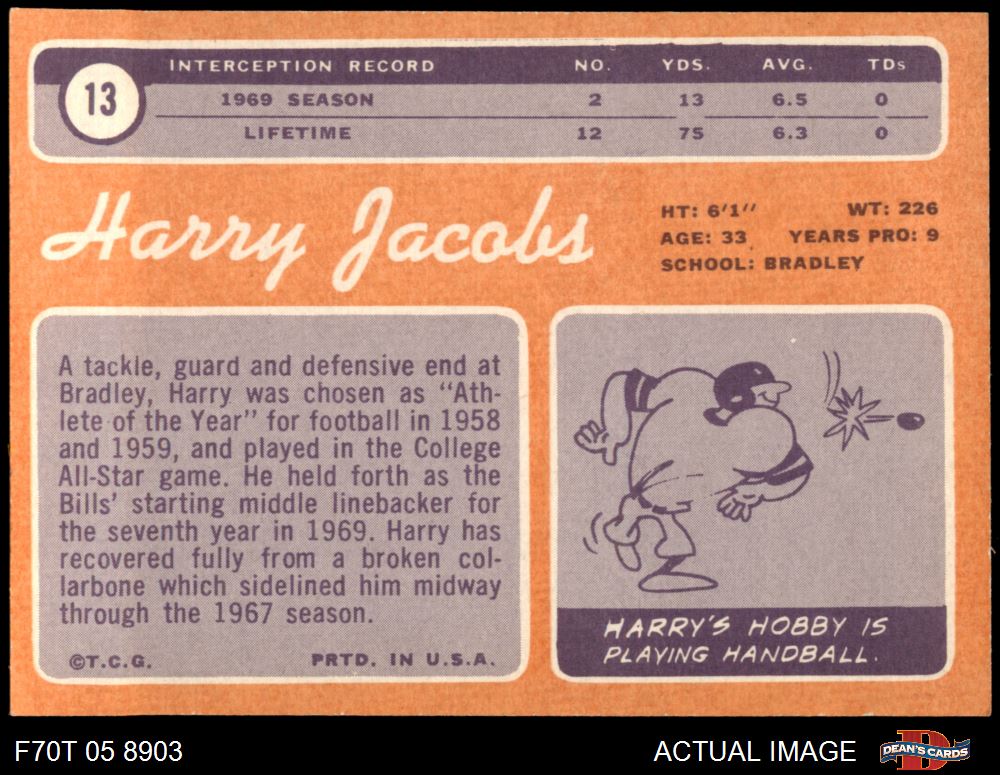 13
INTERCEPTION RECORD NO. YDS. AVG. TDs
1969 SEASON 2 13 6.5 0
LIFETIME 12 75 6.3 0
Harry Jacobs
HT: 6'1'' WT: 226
AGE: 33 YEARS PRO: 9
SCHOOL: BRADLEY
A tackle, guard and defensive end at
Bradley, Harry was chosen as “Ath-
lete of the Year” for football in 1958
and 1959, and played in the College
All-Star game. He held forth as the
Bills’ starting middle linebacker for
the seventh year in 1969. Harry has
recovered fully from a broken col-
larbone which sidelined him midway
through the 1967 season.
©T.C.G. PRTD. IN U.S.A.
HARRY'S HOBBY IS
PLAYING HANDBALL.
F70T 05 8903 ACTUAL IMAGE
D
DEAN'S CARDS